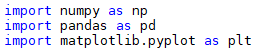 import numpy as np
import pandas as pd
import matplotlib.pyplot as plt